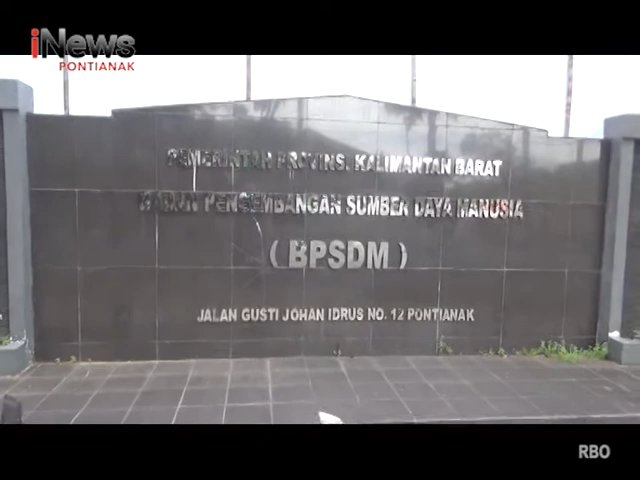 iNews
PONTIANAK
PEMERINTAH PROVINSI KALIMANTAN BARAT
BADAN PENGEMBANGAN SUMBER DAYA MANUSIA
( BPSDM )
JALAN GUSTI JOHAN IDRUS NO. 12 PONTIANAK
RBO